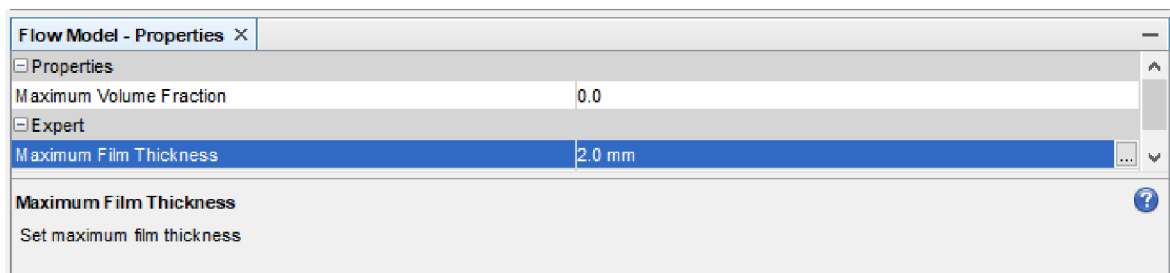 Flow Model - Properties
Properties
Maximum Volume Fraction 0.0
Expert
Maximum Film Thickness 2.0 mm ...
Maximum Film Thickness ?
Set maximum film thickness